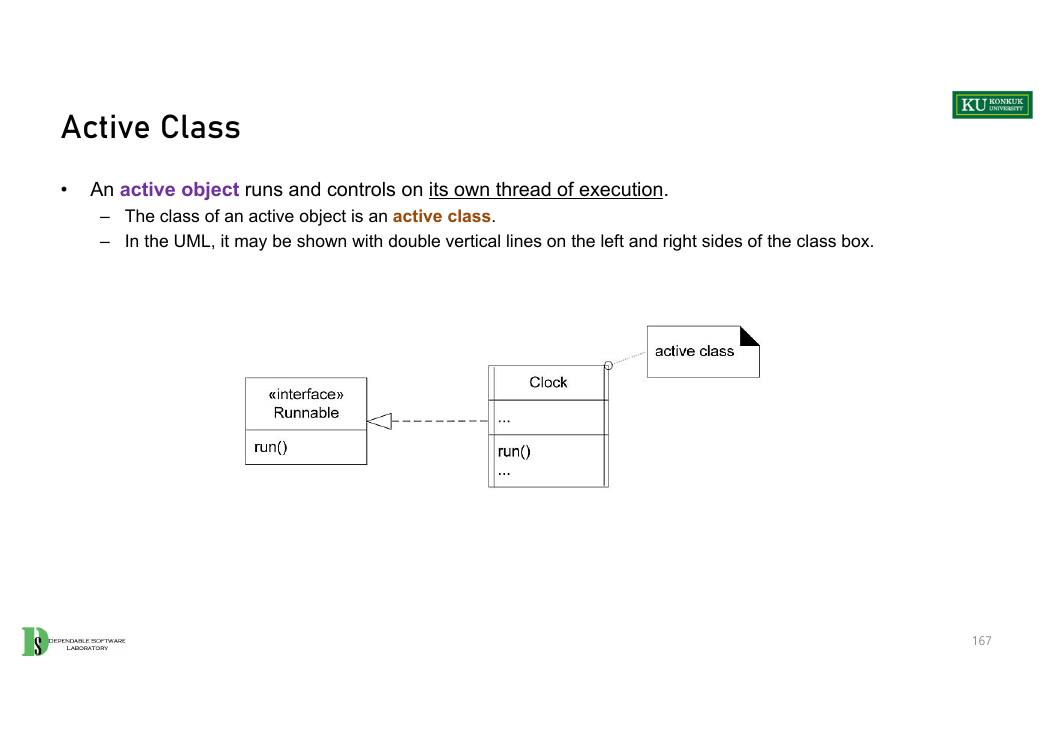 KU KONKUK
UNIVERSITY
Active Class
• An active object runs and controls on its own thread of execution.
– The class of an active object is an active class.
– In the UML, it may be shown with double vertical lines on the left and right sides of the class box.
active class
«interface»
Runnable
run()
Clock
...
run()
...
DS DEPENDABLE SOFTWARE
LABORATORY
167